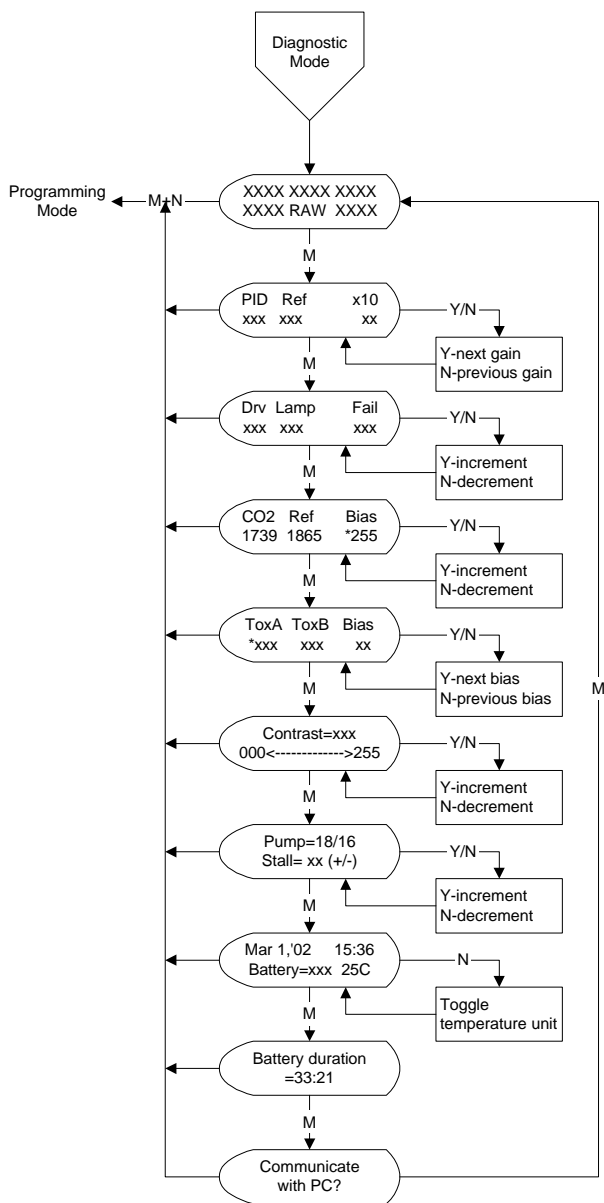 Diagnostic
Mode
Programming
Mode
M+N
XXXX XXXX XXXX
XXXX RAW XXXX
M
PID Ref x10
xxx xxx xx
Y/N
Y-next gain
N-previous gain
M
Drv Lamp Fail
xxx xxx xxx
Y/N
Y-increment
N-decrement
M
CO2 Ref Bias
1739 1865 *255
Y/N
Y-increment
N-decrement
M
ToxA ToxB Bias
*xxx xxx xx
Y/N
Y-next bias
N-previous bias
M
M
Contrast=xxx
000<------------->255
Y/N
Y-increment
N-decrement
M
Pump=18/16
Stall= xx (+/-)
Y/N
Y-increment
N-decrement
M
Mar 1,'02 15:36
Battery=xxx 25C
N
Toggle
temperature unit
M
Battery duration
=33:21
M
Communicate
with PC?